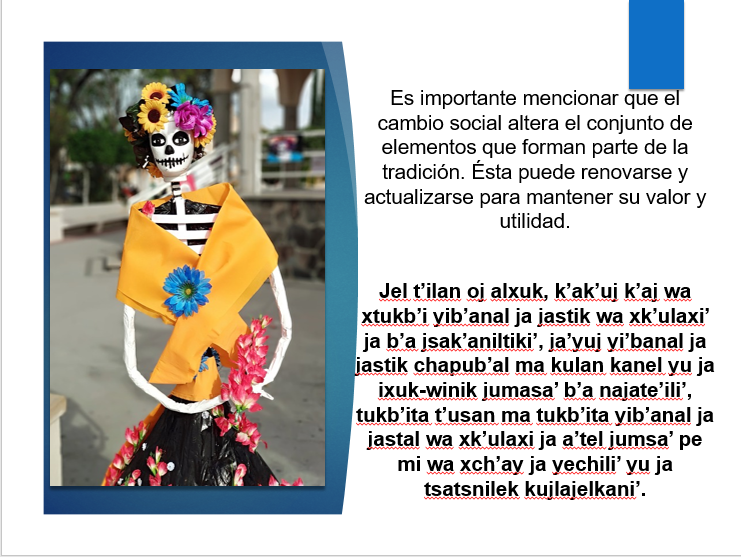 Es importante mencionar que el
cambio social altera el conjunto de
elementos que forman parte de la
tradición. Ésta puede renovarse y
actualizarse para mantener su valor y
utilidad.
Jel t’ilan oj alxuk, k’ak’uj k’aj wa
xtukb’i yib’anal ja jastik wa xk’ulaxi’
ja b’a jsak’aniltiki’, ja’yuj yi’banal ja
jastik chapub’al ma kulan kanel yu ja
ixuk-winik jumasa’ b’a najate’ili’,
tukb’ita t’usan ma tukb’ita yib’anal ja
jastal wa xk’ulaxi ja a’tel jumsa’ pe
mi wa xch’ay ja yechili’ yu ja
tsatsnilek kujlajelkani’.